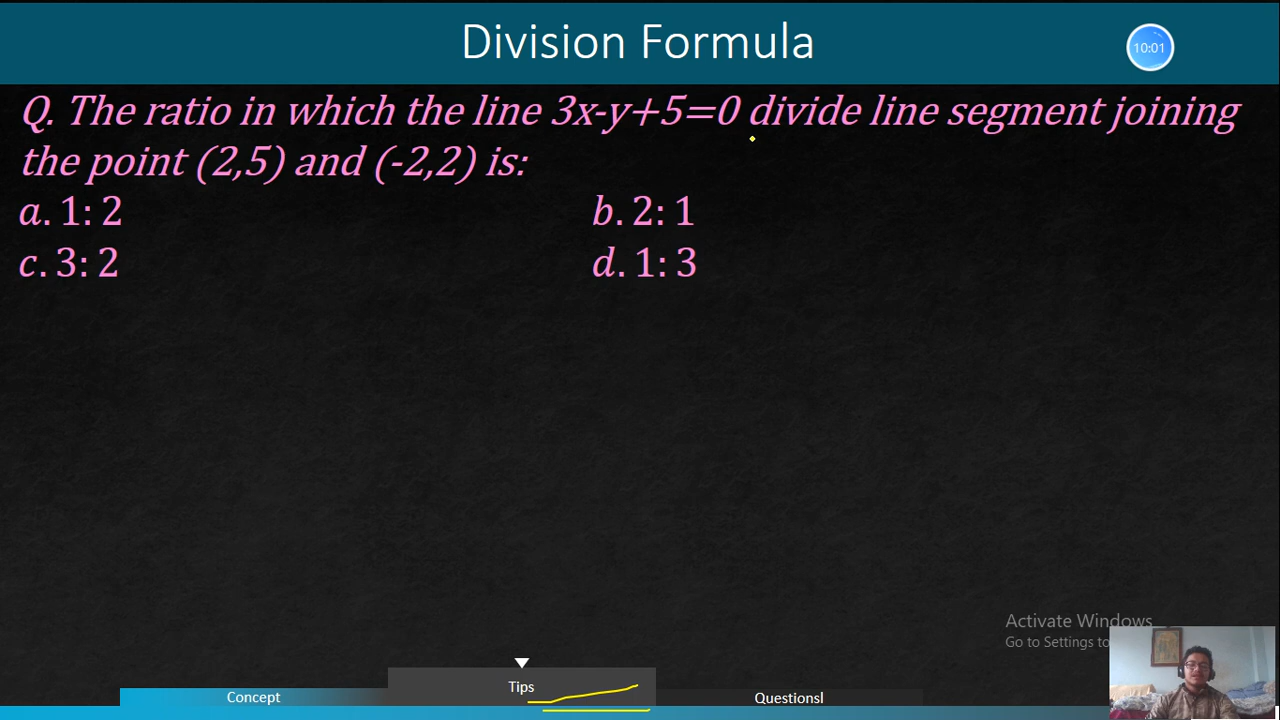 Division Formula
10:01
Q. The ratio in which the line 3x-y+5=0 divide line segment joining
the point (2,5) and (-2,2) is:
a. 1: 2 b. 2: 1
c. 3: 2 d. 1: 3
Activate Windows
Go to Settings to
Tips
Concept
Questionsl